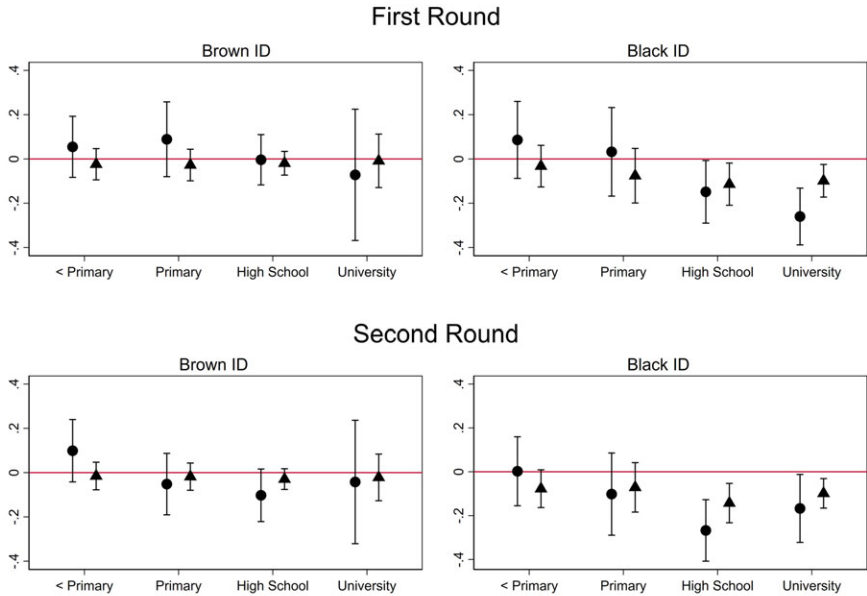 First Round
Brown ID
Black ID
.4
.2
0
-.2
-.4
< Primary Primary High School University
.4
.2
0
-.2
-.4
< Primary Primary High School University
Second Round
Brown ID
Black ID
.4
.2
0
-.2
-.4
< Primary Primary High School University
.4
.2
0
-.2
-.4
< Primary Primary High School University